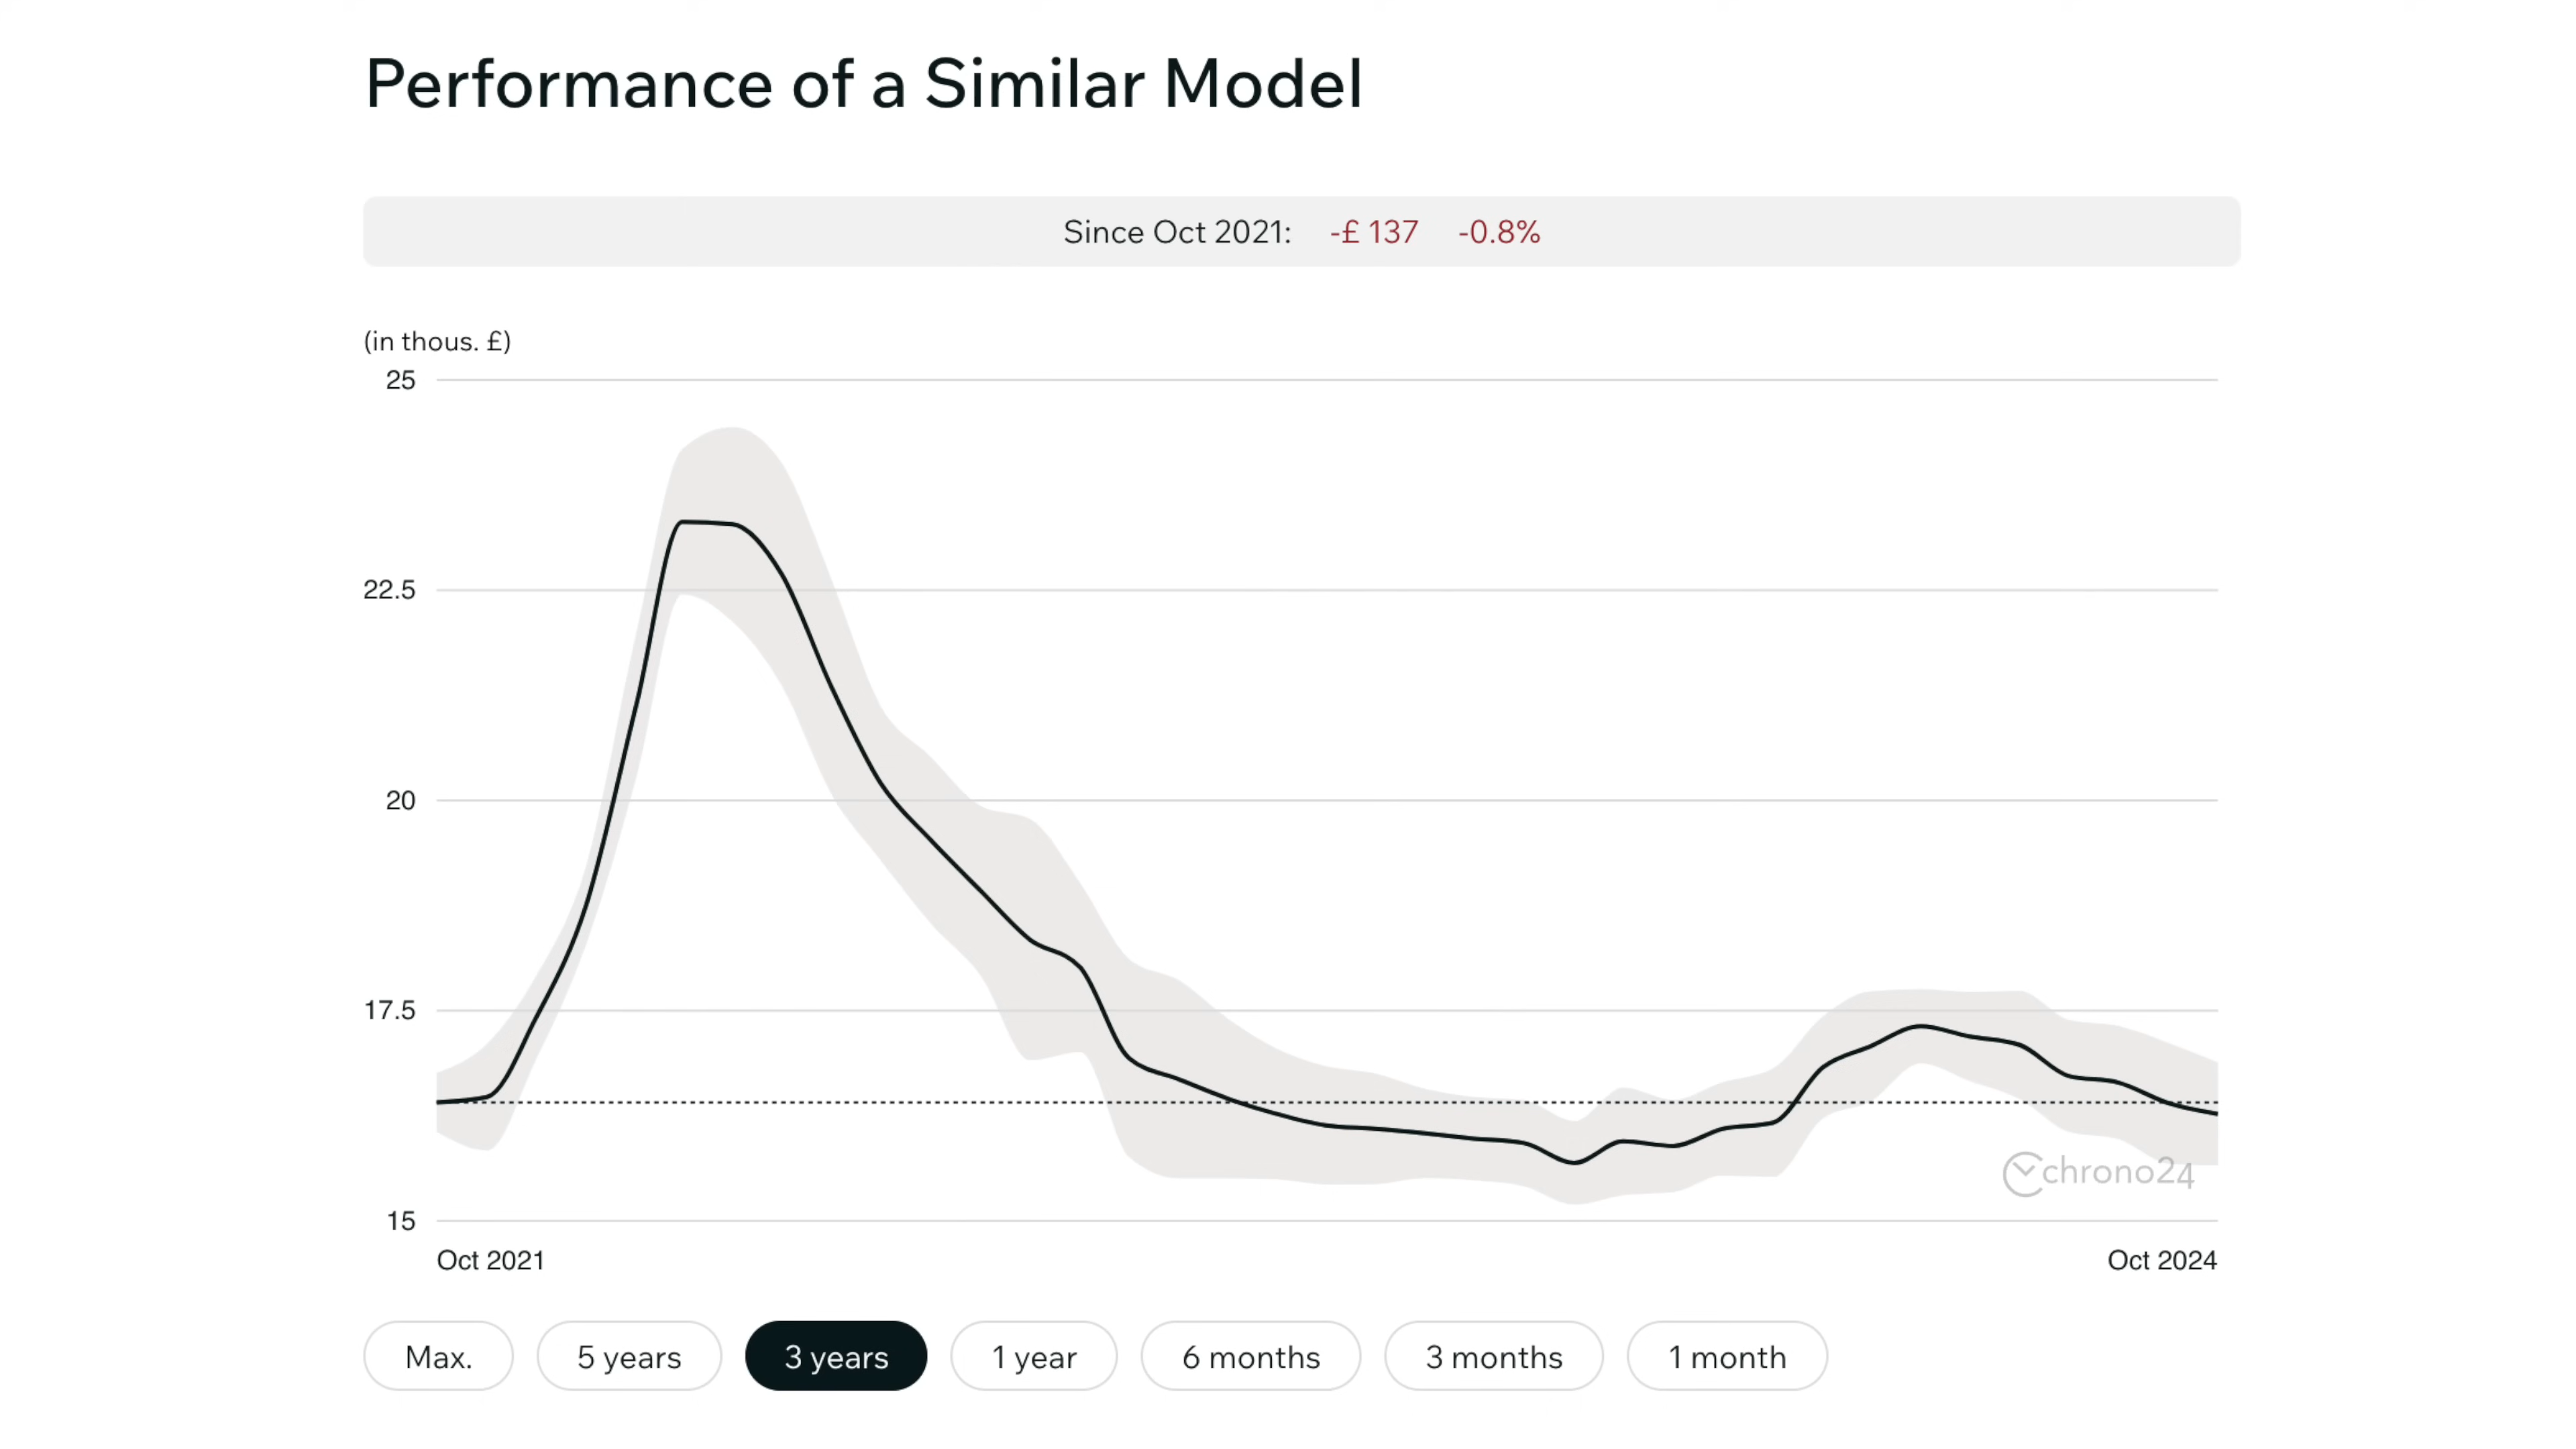 Performance of a Similar Model
Since Oct 2021: -£ 137 -0.8%
(in thous. £)
25
22.5
20
17.5
15
chrono24
Oct 2021 Oct 2024
Max. 5 years 3 years 1 year 6 months 3 months 1 month